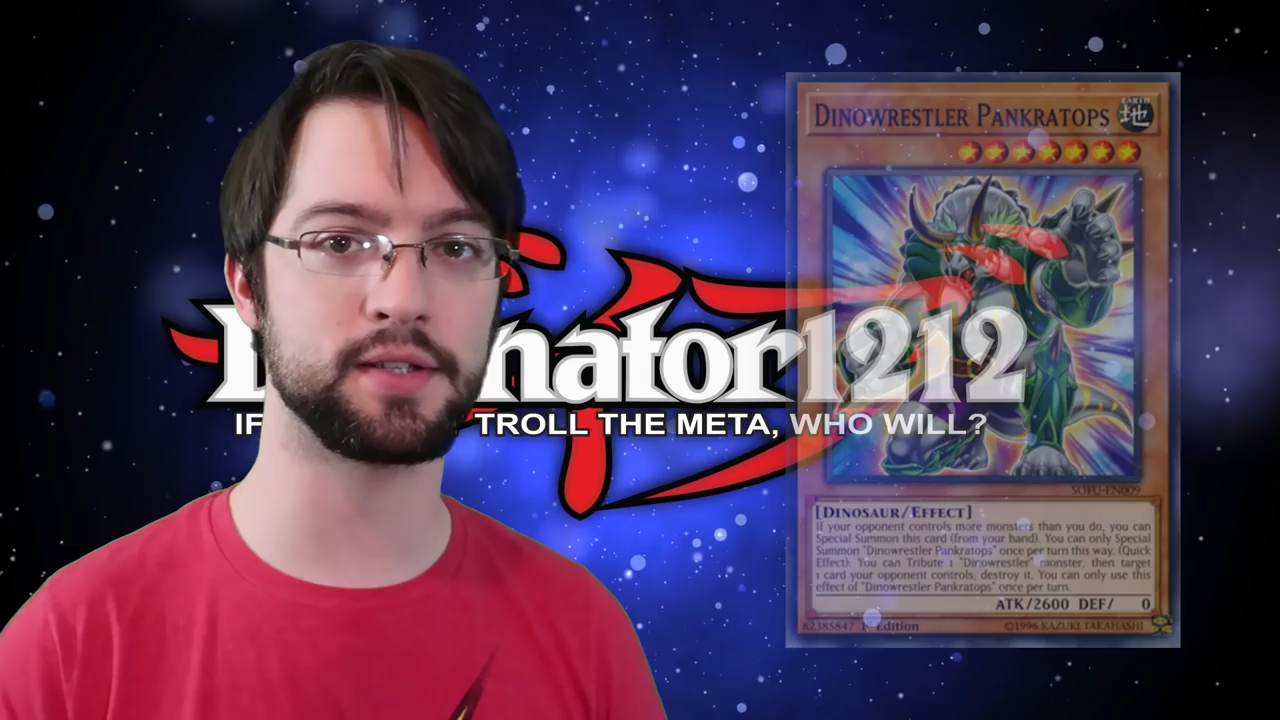 DINOWRESTLER PANKRATOPS
EARTH
地
nator1212
IF TROLL THE META, WHO WILL?
SOFU-EN009
[DINOSAUR/EFFECT]
If your opponent controls more monsters than you do, you can
Special Summon this card (from your hand). You can only Special
Summon "Dinowrestler Pankratops" once per turn this way. (Quick
Effect): You can Tribute 1 "Dinowrestler" monster, then target
1 card your opponent controls; destroy it. You can only use this
effect of "Dinowrestler Pankratops" once per turn.
ATK/2600 DEF/ 0
82385847 1st Edition ©1996 KAZUKI TAKAHASHI